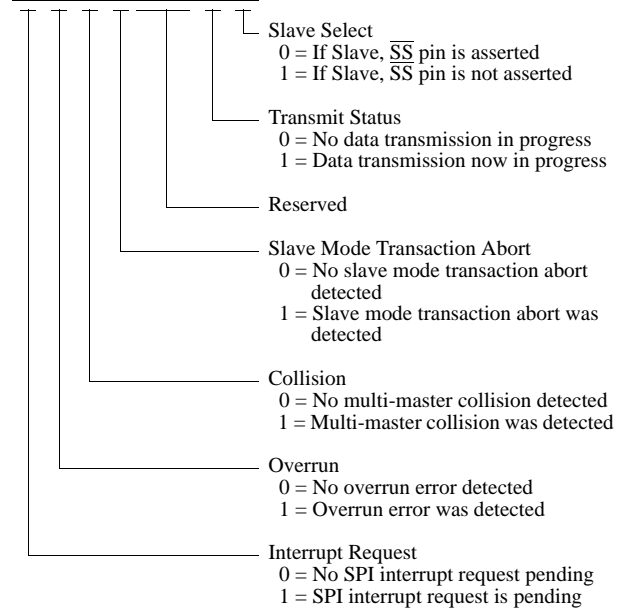 Slave Select
0 = If Slave, SS pin is asserted
1 = If Slave, SS pin is not asserted
Transmit Status
0 = No data transmission in progress
1 = Data transmission now in progress
Reserved
Slave Mode Transaction Abort
0 = No slave mode transaction abort
detected
1 = Slave mode transaction abort was
detected
Collision
0 = No multi-master collision detected
1 = Multi-master collision was detected
Overrun
0 = No overrun error detected
1 = Overrun error was detected
Interrupt Request
0 = No SPI interrupt request pending
1 = SPI interrupt request is pending